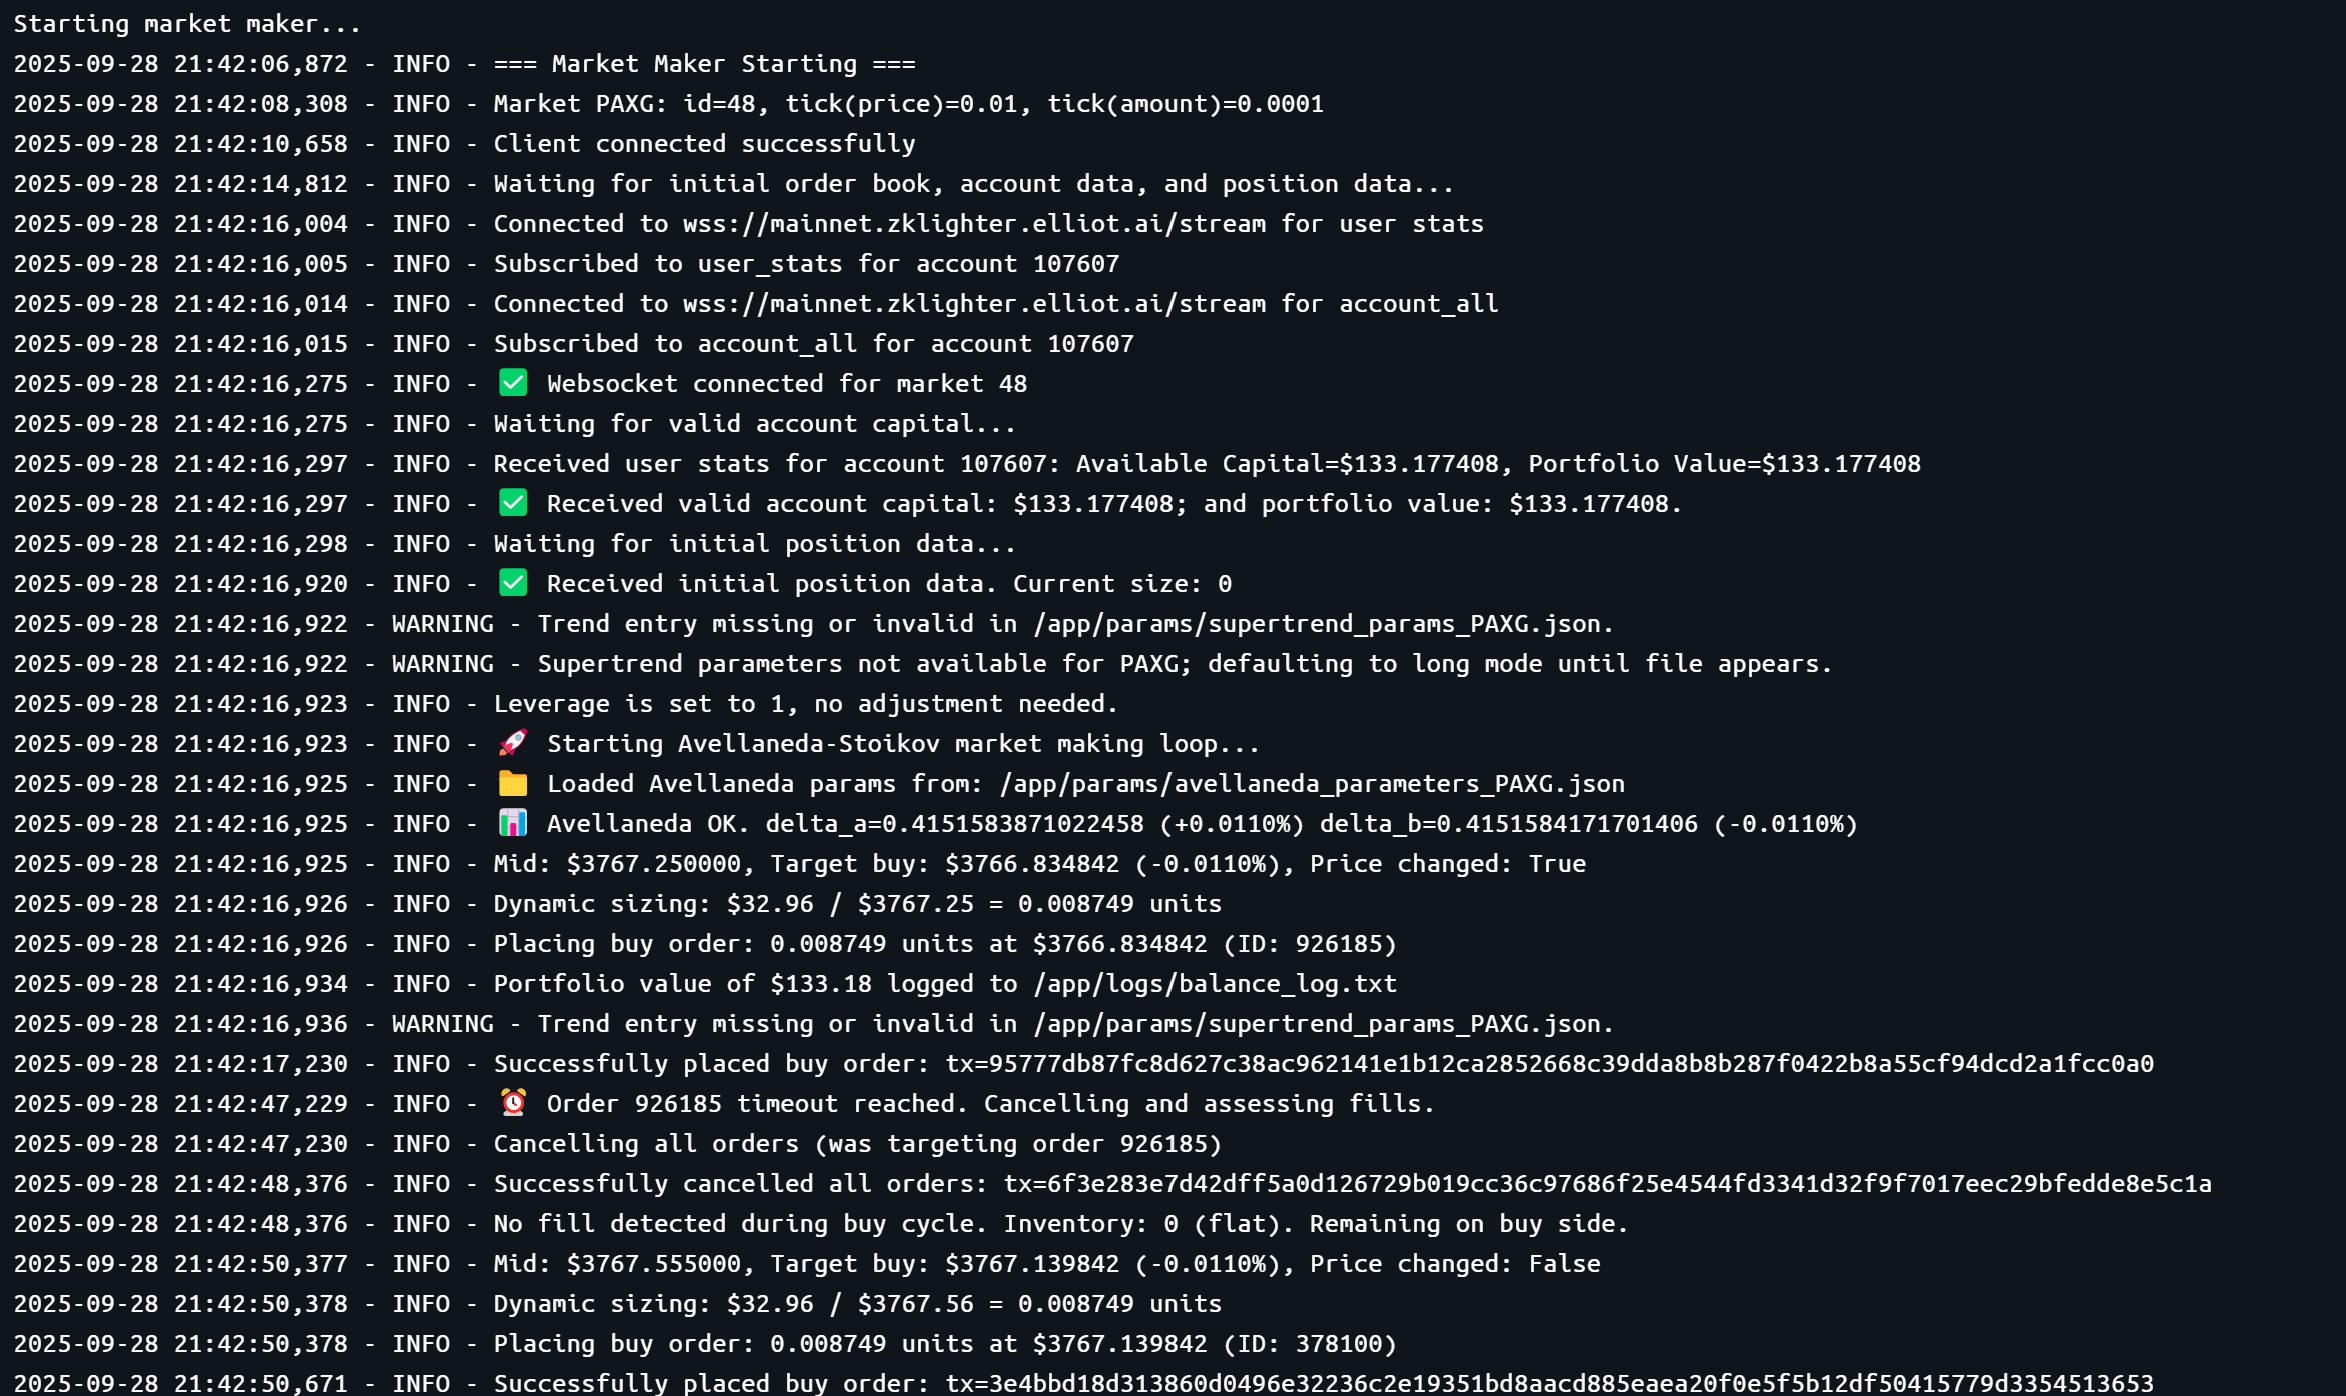 Starting market maker...
2025-09-28 21:42:06,872 - INFO - === Market Maker Starting ===
2025-09-28 21:42:08,308 - INFO - Market PAXG: id=48, tick(price)=0.01, tick(amount)=0.0001
2025-09-28 21:42:10,658 - INFO - Client connected successfully
2025-09-28 21:42:14,812 - INFO - Waiting for initial order book, account data, and position data...
2025-09-28 21:42:16,004 - INFO - Connected to wss://mainnet.zklighter.elliot.ai/stream for user stats
2025-09-28 21:42:16,005 - INFO - Subscribed to user_stats for account 107607
2025-09-28 21:42:16,014 - INFO - Connected to wss://mainnet.zklighter.elliot.ai/stream for account_all
2025-09-28 21:42:16,015 - INFO - Subscribed to account_all for account 107607
2025-09-28 21:42:16,275 - INFO - ✅ Websocket connected for market 48
2025-09-28 21:42:16,275 - INFO - Waiting for valid account capital...
2025-09-28 21:42:16,297 - INFO - Received user stats for account 107607: Available Capital=$133.177408, Portfolio Value=$133.177408
2025-09-28 21:42:16,297 - INFO - ✅ Received valid account capital: $133.177408; and portfolio value: $133.177408.
2025-09-28 21:42:16,298 - INFO - Waiting for initial position data...
2025-09-28 21:42:16,920 - INFO - ✅ Received initial position data. Current size: 0
2025-09-28 21:42:16,922 - WARNING - Trend entry missing or invalid in /app/params/supertrend_params_PAXG.json.
2025-09-28 21:42:16,922 - WARNING - Supertrend parameters not available for PAXG; defaulting to long mode until file appears.
2025-09-28 21:42:16,923 - INFO - Leverage is set to 1, no adjustment needed.
2025-09-28 21:42:16,923 - INFO - 🚀 Starting Avellaneda-Stoikov market making loop...
2025-09-28 21:42:16,925 - INFO - 📁 Loaded Avellaneda params from: /app/params/avellaneda_parameters_PAXG.json
2025-09-28 21:42:16,925 - INFO - 📊 Avellaneda OK. delta_a=0.4151583871022458 (+0.0110%) delta_b=0.4151584171701406 (-0.0110%)
2025-09-28 21:42:16,925 - INFO - Mid: $3767.250000, Target buy: $3766.834842 (-0.0110%), Price changed: True
2025-09-28 21:42:16,926 - INFO - Dynamic sizing: $32.96 / $3767.25 = 0.008749 units
2025-09-28 21:42:16,926 - INFO - Placing buy order: 0.008749 units at $3766.834842 (ID: 926185)
2025-09-28 21:42:16,934 - INFO - Portfolio value of $133.18 logged to /app/logs/balance_log.txt
2025-09-28 21:42:16,936 - WARNING - Trend entry missing or invalid in /app/params/supertrend_params_PAXG.json.
2025-09-28 21:42:17,230 - INFO - Successfully placed buy order: tx=95777db87fc8d627c38ac962141e1b12ca2852668c39dda8b8b287f0422b8a55cf94dcd2a1fcc0a0
2025-09-28 21:42:47,229 - INFO - ⏰ Order 926185 timeout reached. Cancelling and assessing fills.
2025-09-28 21:42:47,230 - INFO - Cancelling all orders (was targeting order 926185)
2025-09-28 21:42:48,376 - INFO - Successfully cancelled all orders: tx=6f3e283e7d42dff5a0d126729b019cc36c97686f25e4544fd3341d32f9f7017eec29bfedde8e5c1a
2025-09-28 21:42:48,376 - INFO - No fill detected during buy cycle. Inventory: 0 (flat). Remaining on buy side.
2025-09-28 21:42:50,377 - INFO - Mid: $3767.555000, Target buy: $3767.139842 (-0.0110%), Price changed: False
2025-09-28 21:42:50,378 - INFO - Dynamic sizing: $32.96 / $3767.56 = 0.008749 units
2025-09-28 21:42:50,378 - INFO - Placing buy order: 0.008749 units at $3767.139842 (ID: 378100)
2025-09-28 21:42:50,671 - INFO - Successfully placed buy order: tx=3e4bbd18d313860d0496e32236c2e19351bd8aacd885eaea20f0e5f5b12df50415779d3354513653